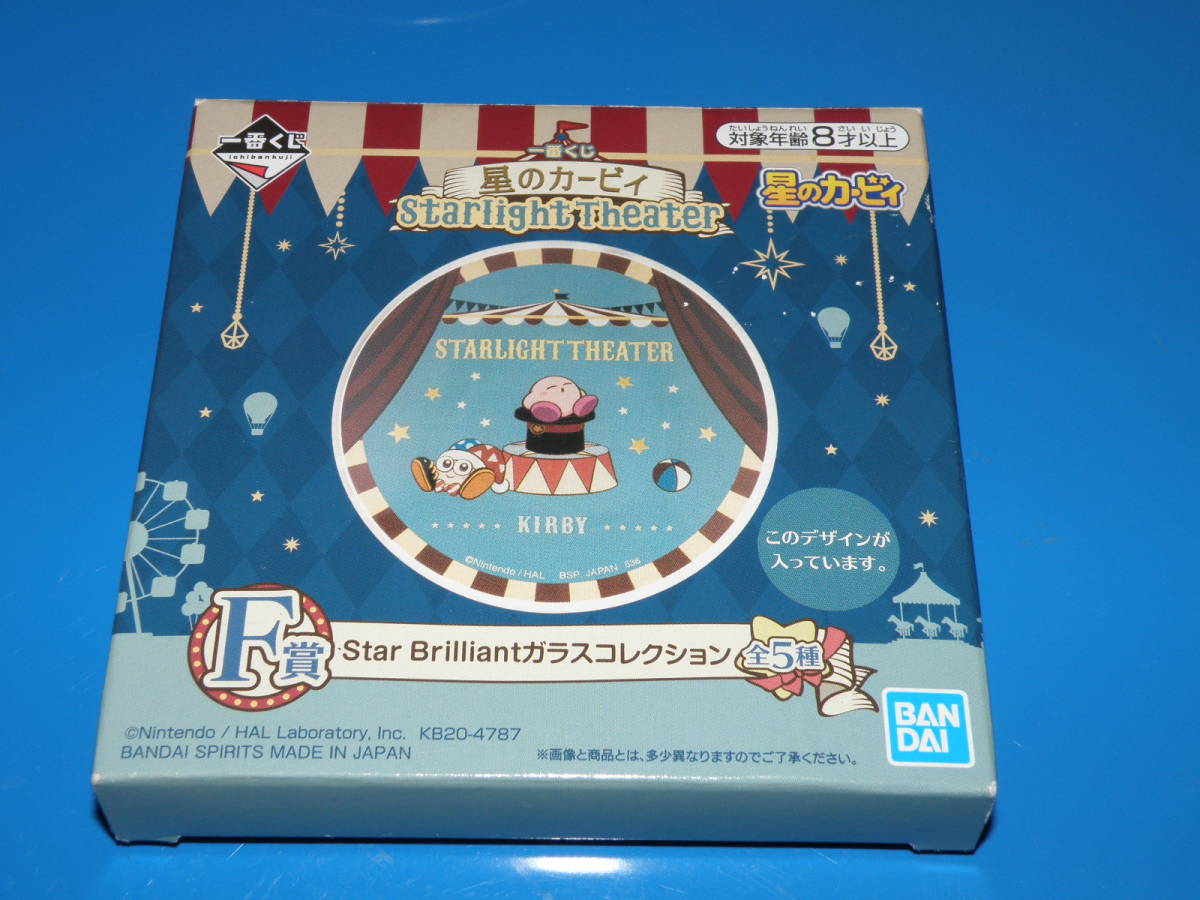 一番くじ
ichibankuji
一番くじ
星のカービィ
Starlight Theater
たいしょうねんれい さいいじょう
対象年齢8才以上
星のカービィ
STARLIGHT THEATER
★★★★★ KIRBY ★★★★★
©Nintendo / HAL BSP. JAPAN 536
このデザインが
入っています。
F賞
Star Brilliantガラスコレクション
全5種
©Nintendo / HAL Laboratory, Inc. KB20-4787
BANDAI SPIRITS MADE IN JAPAN
※画像と商品とは、多少異なりますのでご了承ください。
BAN
DAI